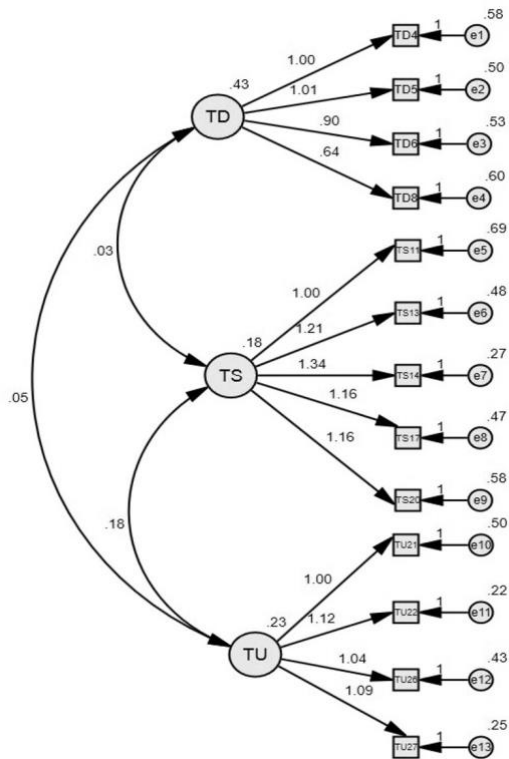 .58
1
TD4
e1
1.00
.50
.43
1.01
1
TD5
e2
TD
.90
.53
1
TD6
e3
.64
.60
1
TD8
e4
.69
.03
1
TS11
e5
1.00
.48
1
TS13
e6
1.21
.18
.27
1.34
1
TS14
e7
TS
1.16
.47
.05
1
TS17
e8
1.16
.58
1
TS20
e9
.18
.50
1
TU21
e10
1.00
.22
.23
1.12
1
TU22
e11
TU
1.04
.43
1
TU26
e12
1.09
.25
1
TU27
e13